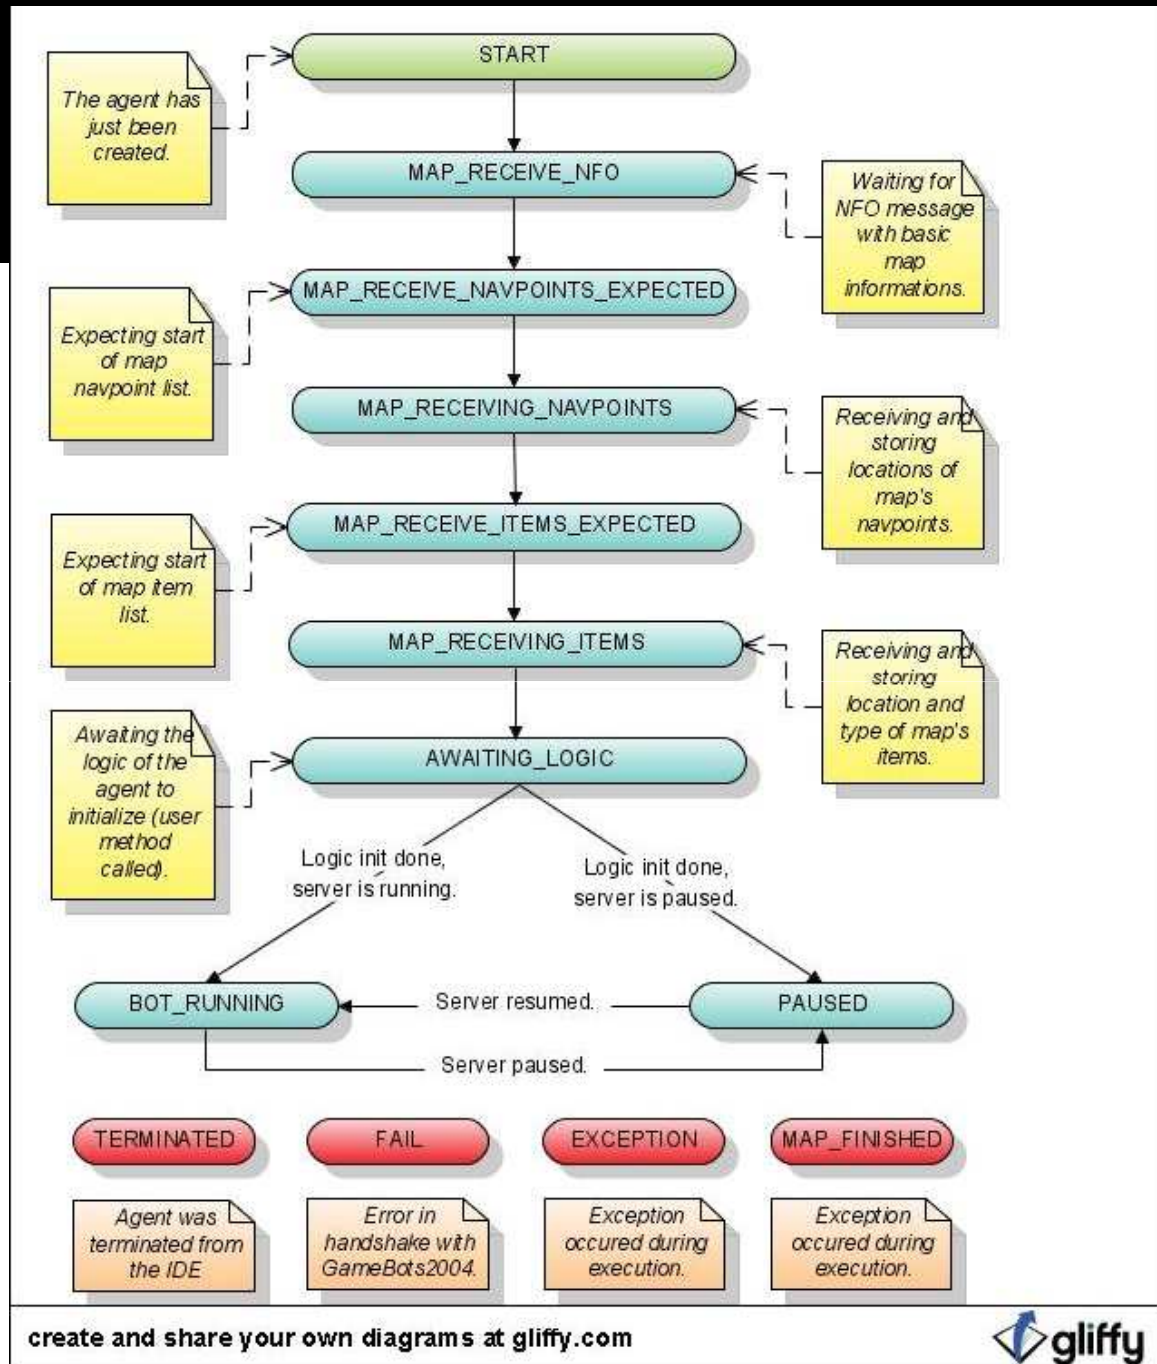 START
The agent has
just been
created.
MAP_RECEIVE_NFO
Waiting for
NFO message
with basic
map
informations.
MAP_RECEIVE_NAVPOINTS_EXPECTED
Expecting start
of map
navpoint list.
MAP_RECEIVING_NAVPOINTS
Receiving and
storing
locations of
map's
navpoints.
MAP_RECEIVE_ITEMS_EXPECTED
Expecting start
of map item
list.
MAP_RECEIVING_ITEMS
Receiving and
storing
location and
type of map's
items.
AWAITING_LOGIC
Awaiting the
logic of the
agent to
initialize (user
method
called).
Logic init done,
server is running.
Logic init done,
server is paused.
BOT_RUNNING
Server resumed.
PAUSED
Server paused.
TERMINATED
FAIL
EXCEPTION
MAP_FINISHED
Agent was
terminated from
the IDE
Error in
handshake with
GameBots2004.
Exception
occured during
execution.
Exception
occured during
execution.
create and share your own diagrams at gliffy.com
gliffy